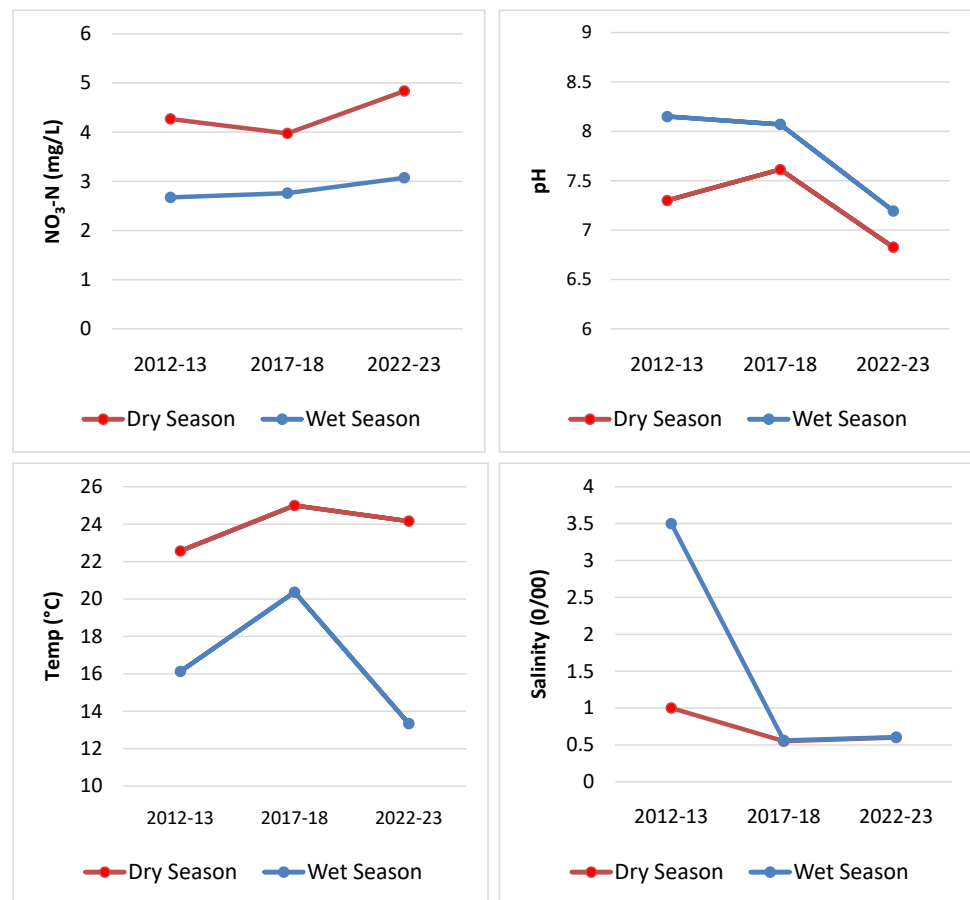 NO3-N (mg/L)
6
5
4
3
2
1
0
2012-13 2017-18 2022-23
Dry Season Wet Season
pH
9
8.5
8
7.5
7
6.5
6
2012-13 2017-18 2022-23
Dry Season Wet Season
Temp (°C)
26
24
22
20
18
16
14
12
10
2012-13 2017-18 2022-23
Dry Season Wet Season
Salinity (0/00)
4
3.5
3
2.5
2
1.5
1
0.5
0
2012-13 2017-18 2022-23
Dry Season Wet Season